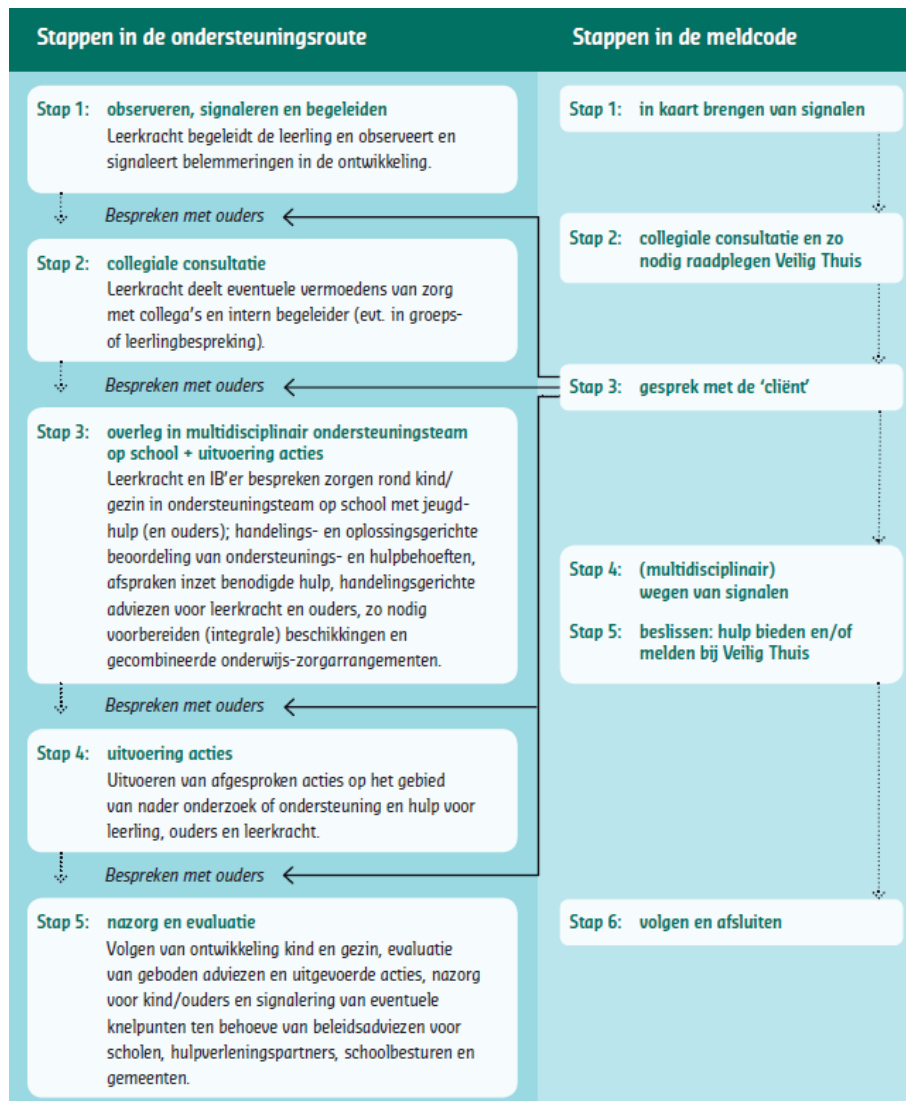 Stappen in de ondersteuningsroute
Stap 1: observeren, signaleren en begeleiden
Leerkracht begeleidt de leerling en observeert en
signaleert belemmeringen in de ontwikkeling.
Bespreken met ouders
Stap 2: collegiale consultatie
Leerkracht deelt eventuele vermoedens van zorg
met collega's en intern begeleider (evt. in groeps-
of leerlingbespreking).
Bespreken met ouders
Stap 3: overleg in multidisciplinair ondersteuningsteam
op school + uitvoering acties
Leerkracht en IB'er bespreken zorgen rond kind/
gezin in ondersteuningsteam op school met jeugd-
hulp (en ouders); handelings- en oplossingsgerichte
beoordeling van ondersteunings- en hulpbehoeften,
afspraken inzet benodigde hulp, handelingsgerichte
adviezen voor leerkracht en ouders, zo nodig
voorbereiden (integrale) beschikkingen en
gecombineerde onderwijs-zorgarrangementen.
Bespreken met ouders
Stap 4: uitvoering acties
Uitvoeren van afgesproken acties op het gebied
van nader onderzoek of ondersteuning en hulp voor
leerling, ouders en leerkracht.
Bespreken met ouders
Stap 5: nazorg en evaluatie
Volgen van ontwikkeling kind en gezin, evaluatie
van geboden adviezen en uitgevoerde acties, nazorg
voor kind/ouders en signalering van eventuele
knelpunten ten behoeve van beleidsadviezen voor
scholen, hulpverleningspartners, schoolbesturen en
gemeenten.
Stappen in de meldcode
Stap 1: in kaart brengen van signalen
Stap 2: collegiale consultatie en zo
nodig raadplegen Veilig Thuis
Stap 3: gesprek met de 'cliënt'
Stap 4: (multidisciplinair)
wegen van signalen
Stap 5: beslissen: hulp bieden en/of
melden bij Veilig Thuis
Stap 6: volgen en afsluiten